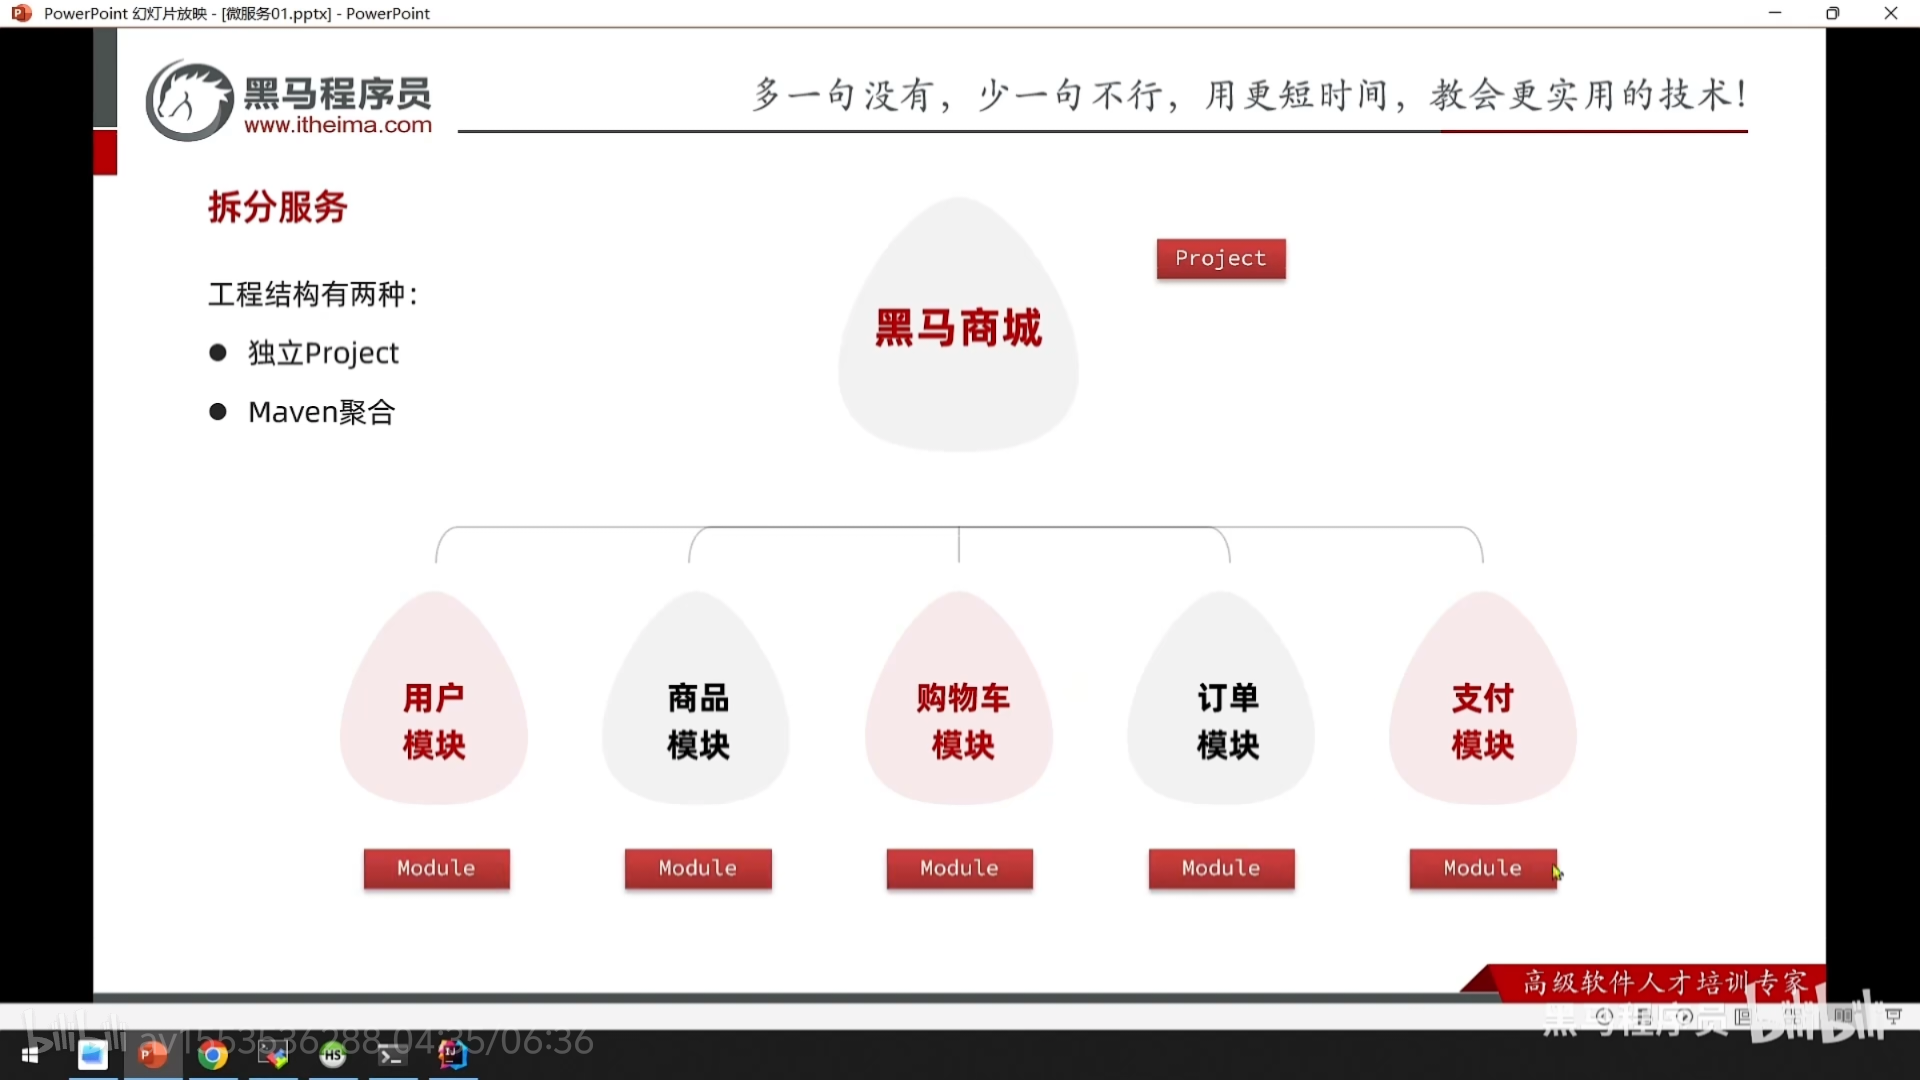 PowerPoint 幻灯片放映 - [微服务01.pptx] - PowerPoint
黑马程序员
www.itheima.com
多一句没有，少一句不行，用更短时间，教会更实用的技术！
拆分服务
工程结构有两种：
独立Project
Maven聚合
黑马商城
Project
用户
模块
商品
模块
购物车
模块
订单
模块
支付
模块
Module
Module
Module
Module
Module
高级软件人才培训专家
黑马程序员
bilibili
bilibili
av1553536288 04:35/06:36